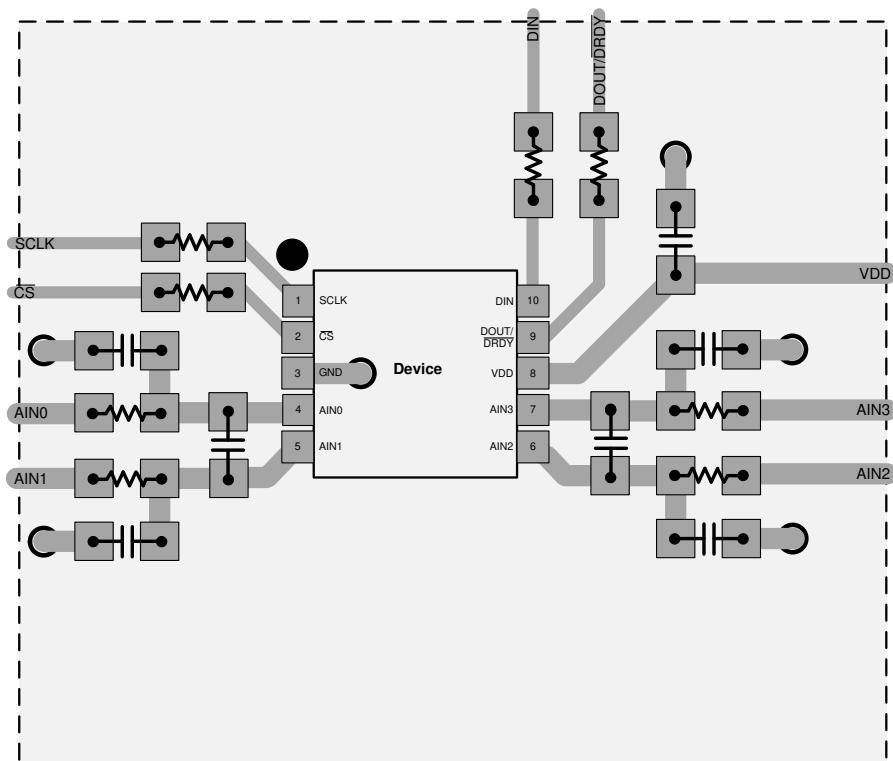 DIN
DOUT/DRDY
SCLK
CS
VDD
1 SCLK
DIN 10
2 CS
DOUT/
DRDY
9
3 GND
Device
VDD 8
AIN0
4 AIN0
AIN3 7
AIN3
AIN1
5 AIN1
AIN2 6
AIN2